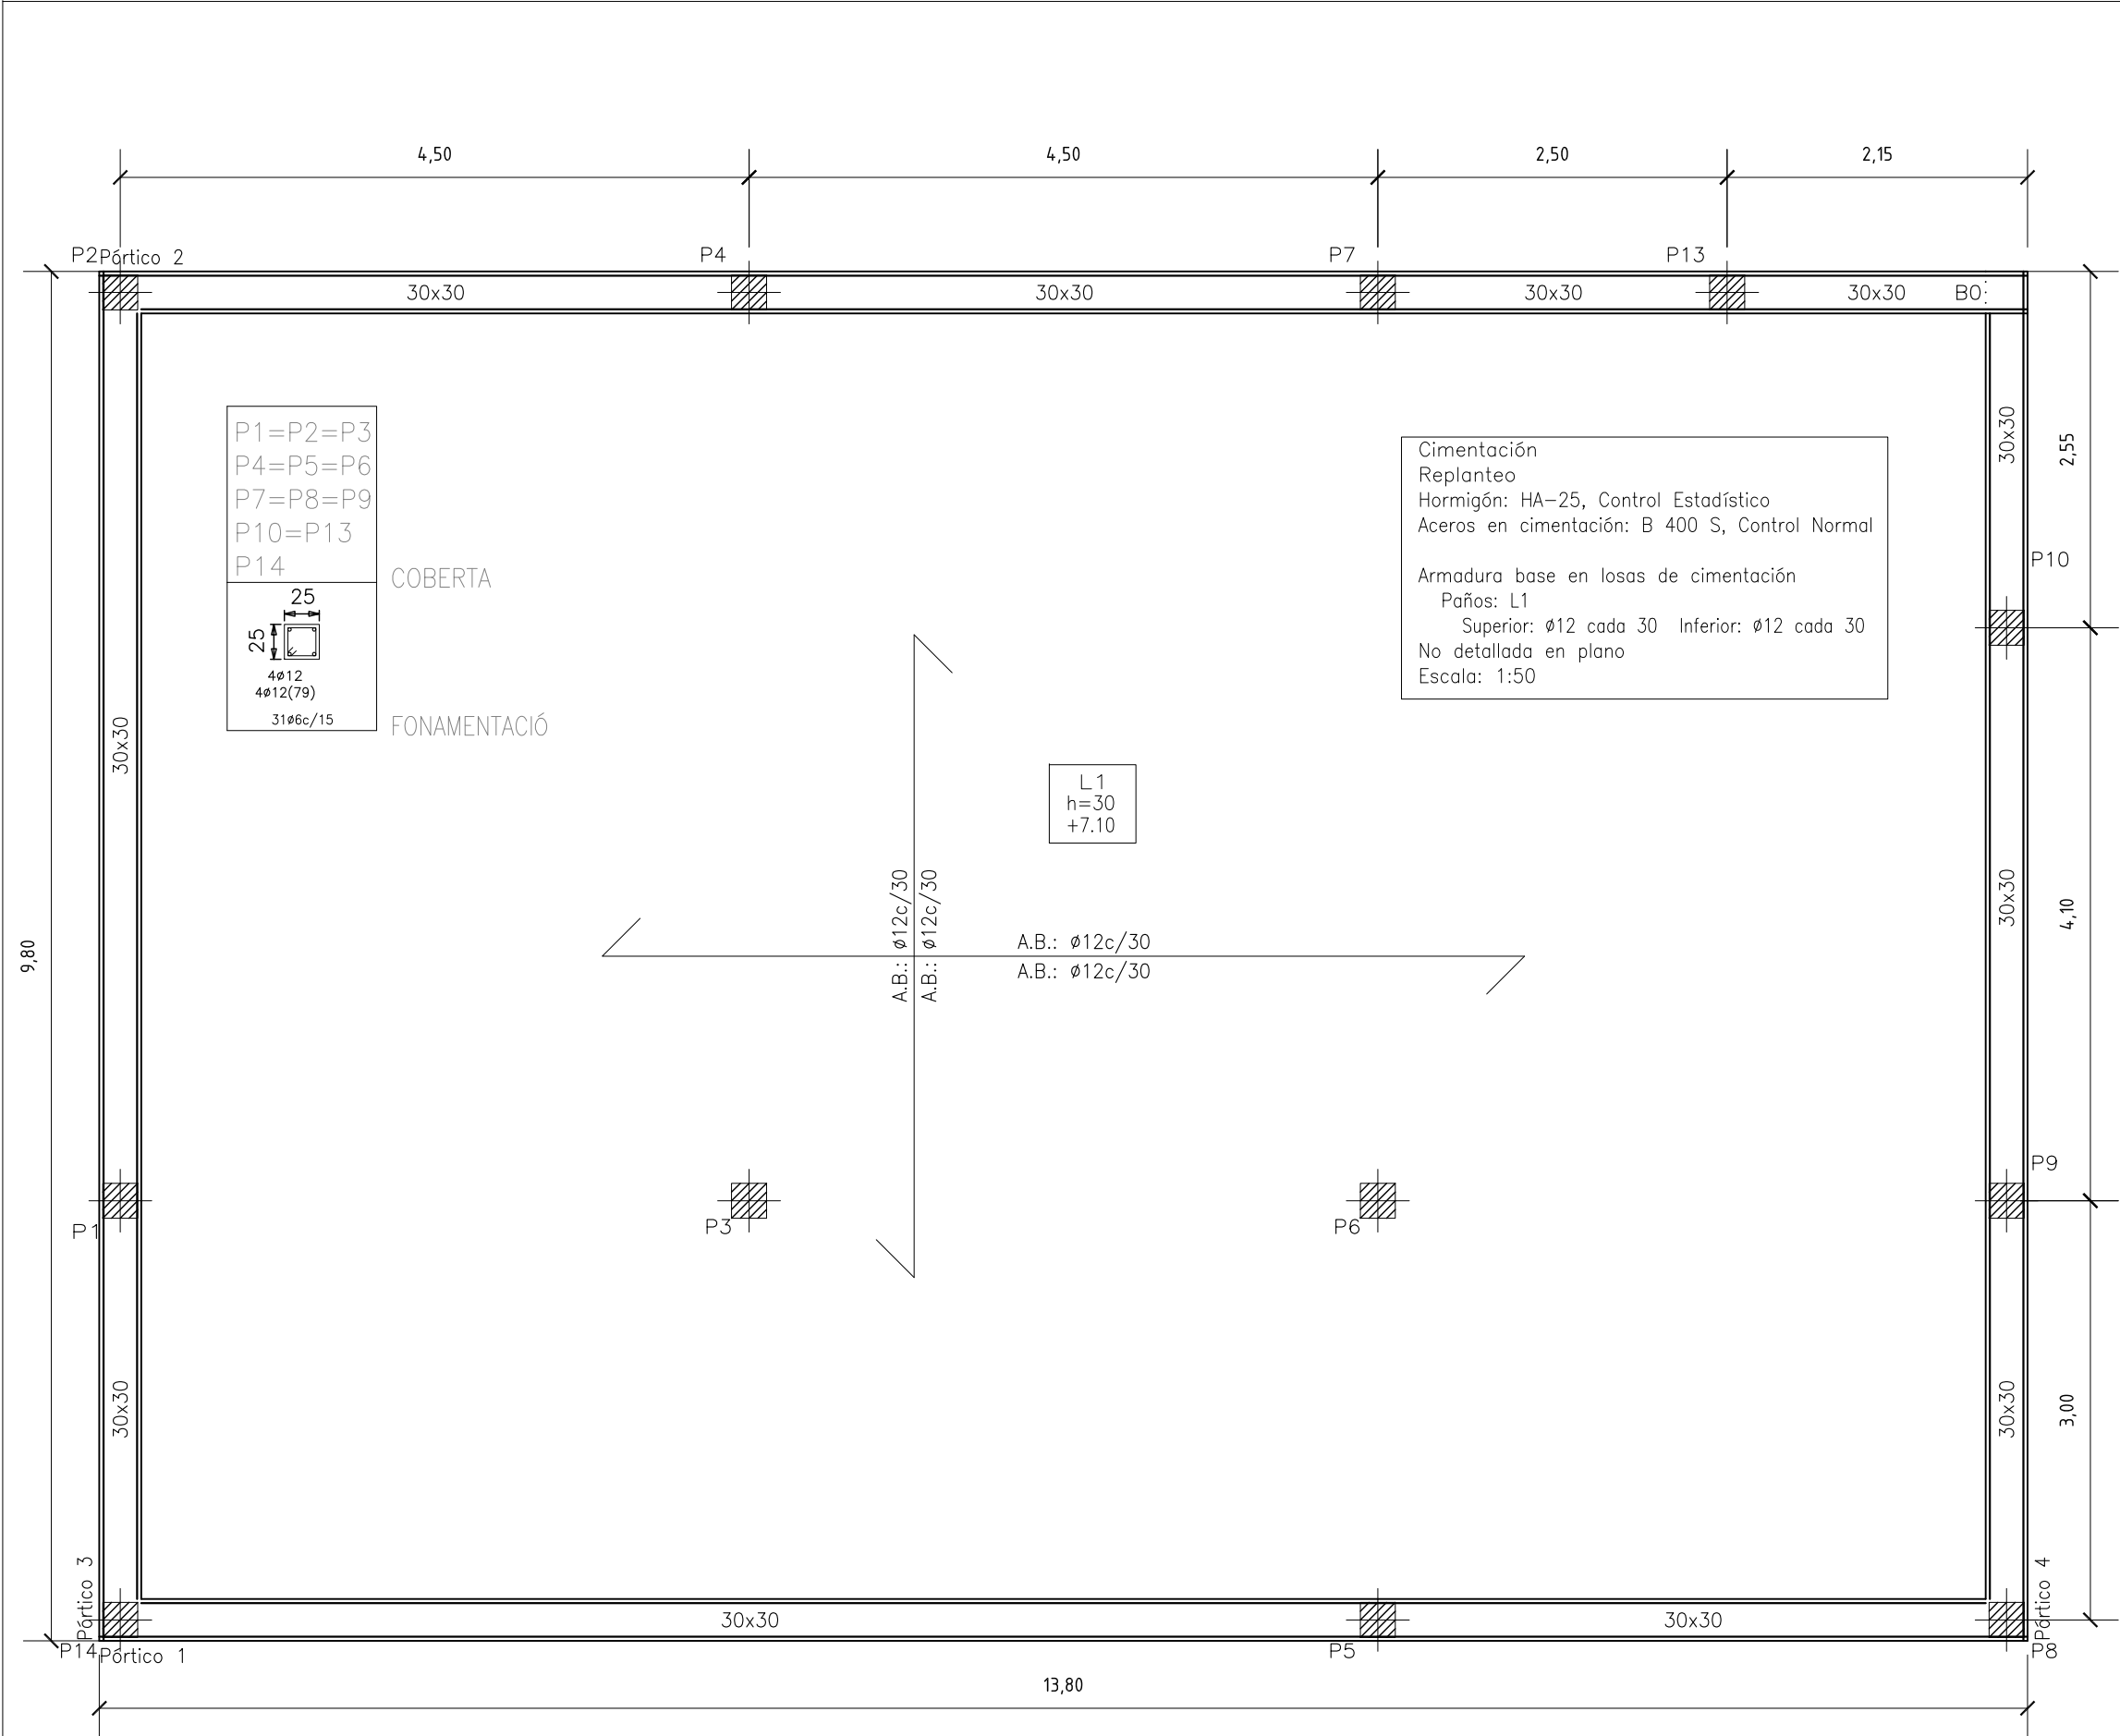 4,50
4,50
2,50
2,15
P2
Pórtico 2
P4
P7
P13
30x30
30x30
30x30
30x30
B0
P1=P2=P3
P4=P5=P6
P7=P8=P9
P10=P13
P14
COBERTA
25
25
4ø12
4ø12(79)
31ø6c/15
FONAMENTACIÓ
Cimentación
Replanteo
Hormigón: HA-25, Control Estadístico
Aceros en cimentación: B 400 S, Control Normal
Armadura base en losas de cimentación
Paños: L1
Superior: ø12 cada 30 Inferior: ø12 cada 30
No detallada en plano
Escala: 1:50
30x30
2,55
P10
30x30
L1
h=30
+7.10
A.B.: ø12c/30
A.B.: ø12c/30
A.B.: ø12c/30
A.B.: ø12c/30
30x30
4,10
9,80
P9
P1
P3
P6
30x30
30x30
3,00
Pórtico 3
Pórtico 4
30x30
30x30
P14
Pórtico 1
P5
P8
13,80